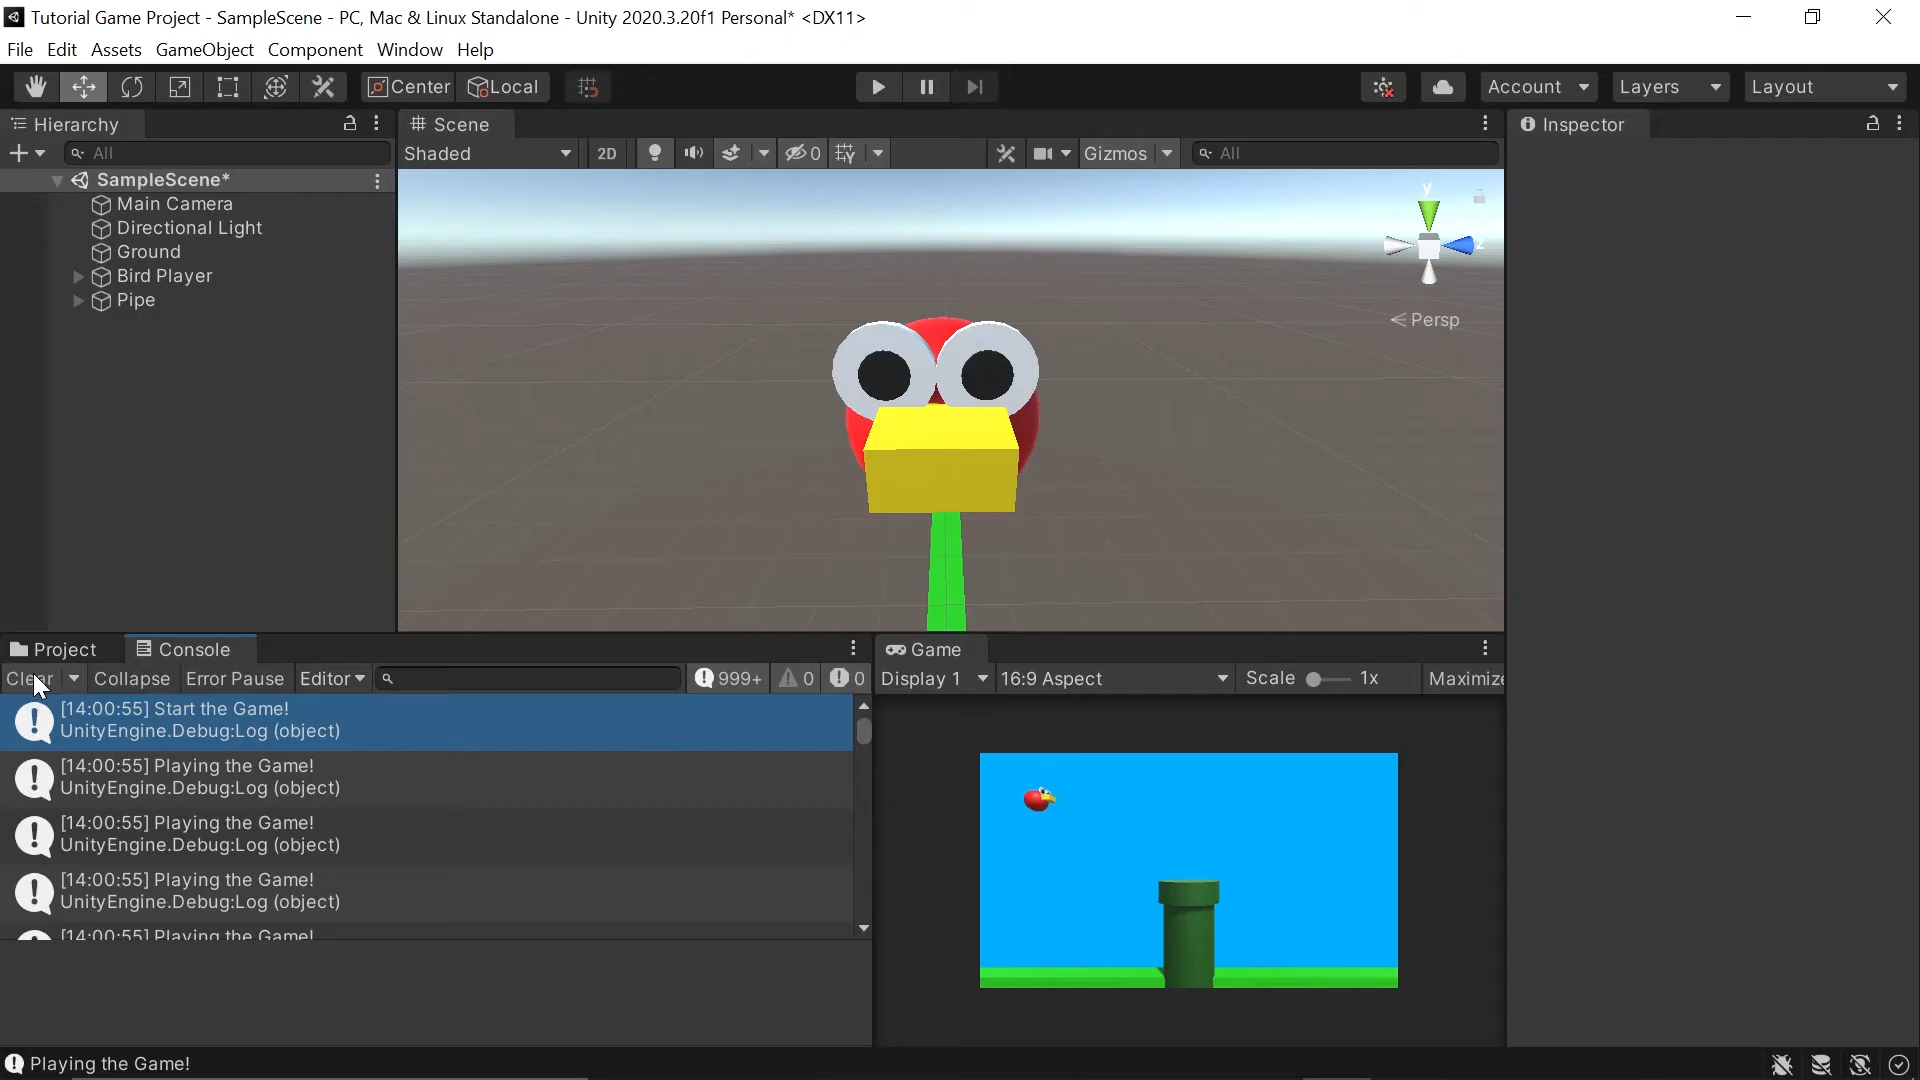 Tutorial Game Project - SampleScene - PC, Mac & Linux Standalone - Unity 2020.3.20f1 Personal* <DX11>
File Edit Assets GameObject Component Window Help
Center Local Account Layers Layout
Hierarchy
All
SampleScene*
Main Camera
Directional Light
Ground
Bird Player
Pipe
Scene
Shaded 2D 0 Gizmos All
y
z
Persp
Inspector
Project Console
Clear Collapse Error Pause Editor 999+ 0 0
[14:00:55] Start the Game!
UnityEngine.Debug:Log (object)
[14:00:55] Playing the Game!
UnityEngine.Debug:Log (object)
[14:00:55] Playing the Game!
UnityEngine.Debug:Log (object)
[14:00:55] Playing the Game!
UnityEngine.Debug:Log (object)
[14:00:55] Playing the Game!
Game
Display 1 16:9 Aspect Scale 1x Maximize
Playing the Game!